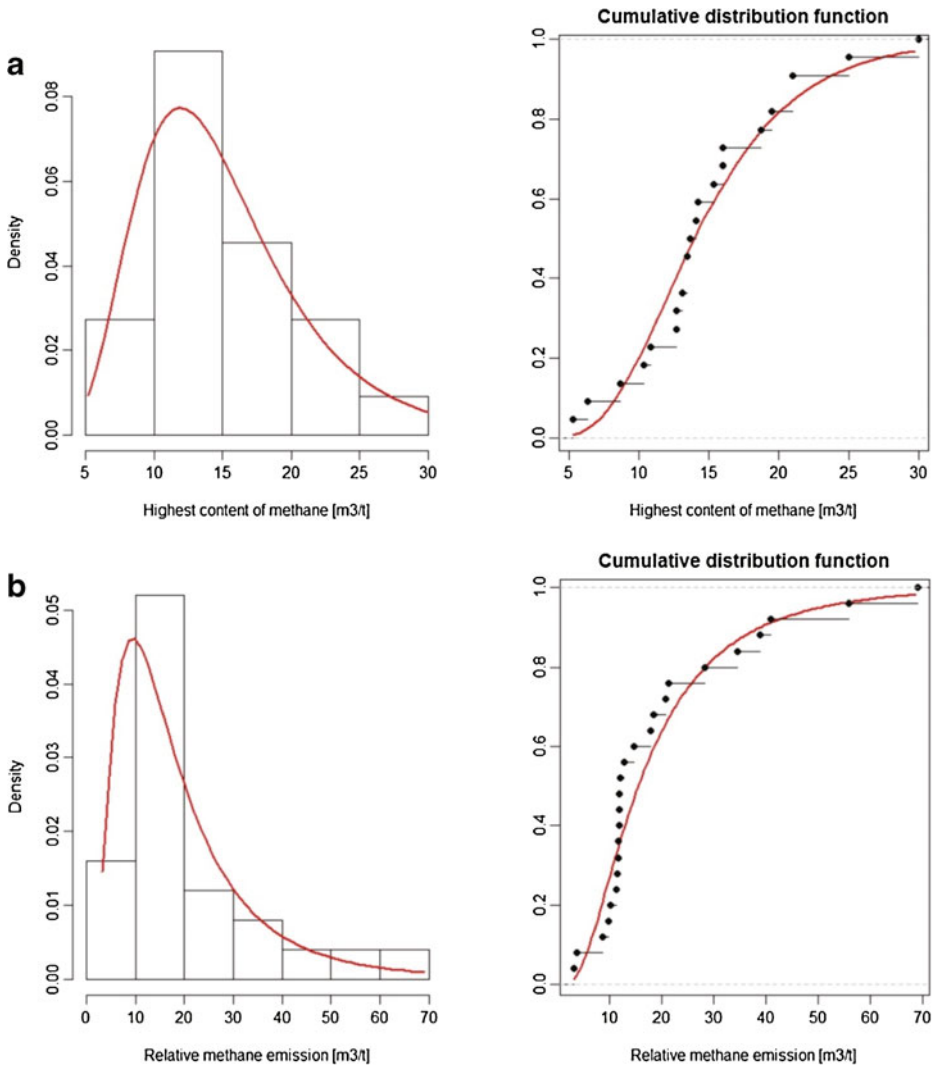 a
Density
0.00 0.02 0.04 0.06 0.08
5 10 15 20 25 30
Highest content of methane [m3/t]
Cumulative distribution function
0.0 0.2 0.4 0.6 0.8 1.0
5 10 15 20 25 30
Highest content of methane [m3/t]
b
Density
0.00 0.01 0.02 0.03 0.04 0.05
0 10 20 30 40 50 60 70
Relative methane emission [m3/t]
Cumulative distribution function
0.0 0.2 0.4 0.6 0.8 1.0
10 20 30 40 50 60 70
Relative methane emission [m3/t]